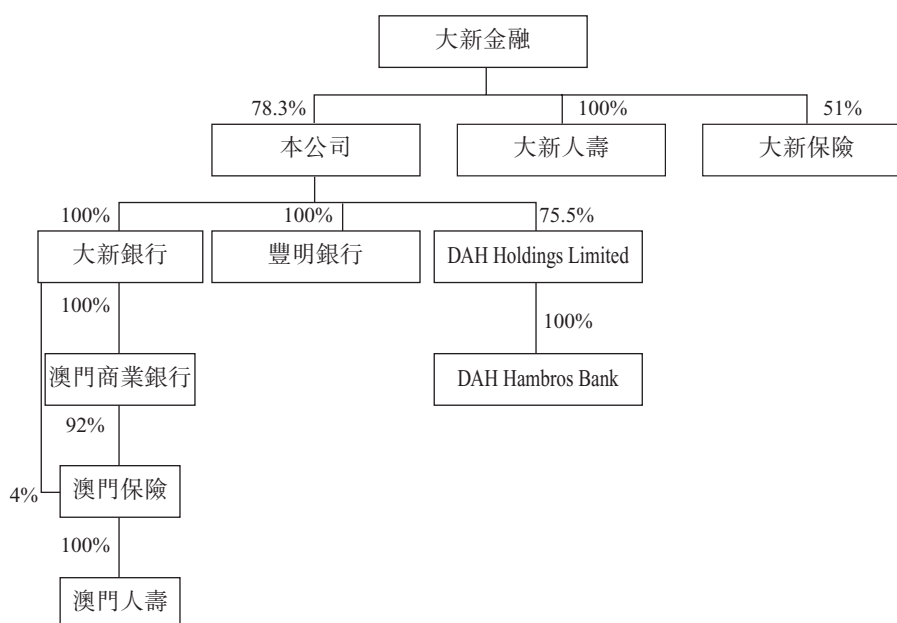 大新金融
78.3%
100%
51%
本公司
大新人壽
大新保險
100%
100%
75.5%
大新銀行
豐明銀行
DAH Holdings Limited
100%
100%
澳門商業銀行
DAH Hambros Bank
92%
4%
澳門保險
100%
澳門人壽